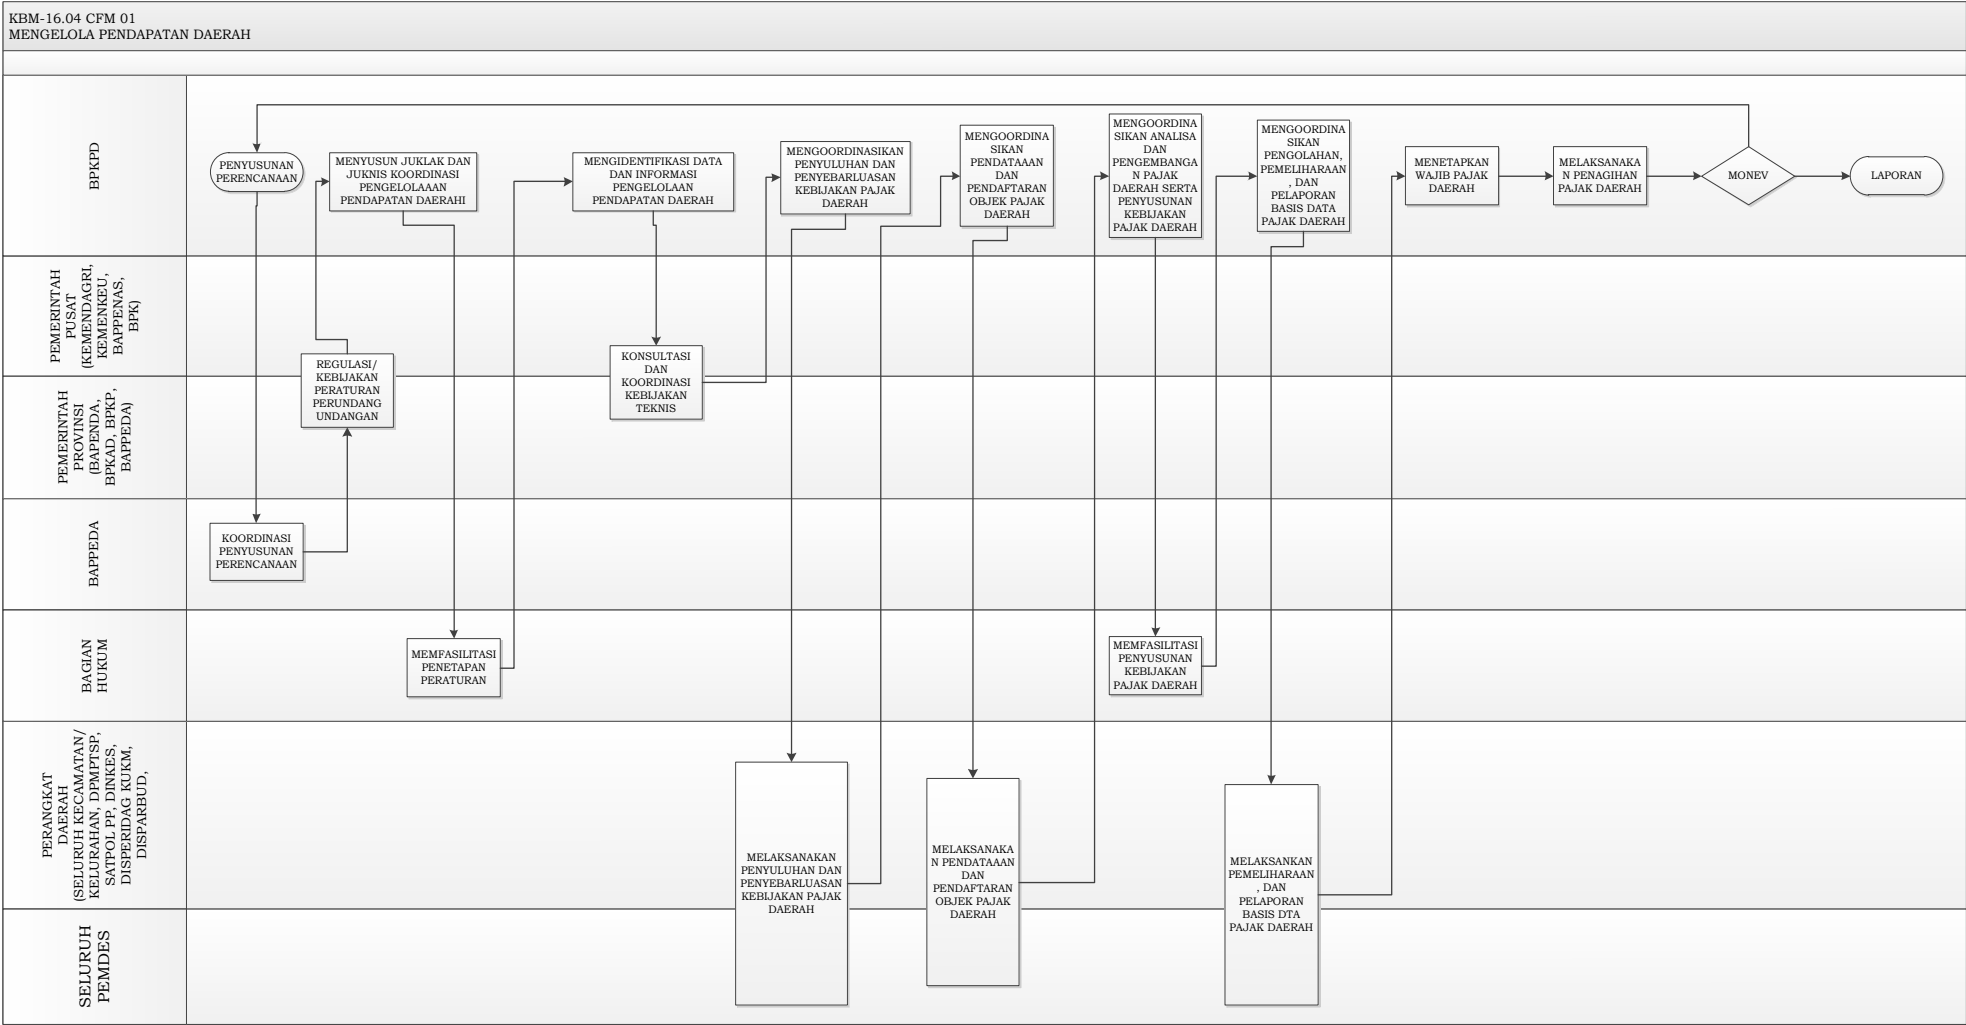 KBM-16.04 CFM 01
MENGELOLA PENDAPATAN DAERAH
BPKPD
PENYUSUNAN
PERENCANAAN
MENYUSUN JUKLAK DAN
JUKNIS KOORDINASI
PENGELOLAAAN
PENDAPATAN DAERAHI
MENGIDENTIFIKASI DATA
DAN INFORMASI
PENGELOLAAN
PENDAPATAN DAERAH
MENGOORDINASIKAN
PENYULUHAN DAN
PENYEBARLUASAN
KEBIJAKAN PAJAK
DAERAH
MENGOORDINA
SIKAN
PENDATAAAN
DAN
PENDAFTARAN
OBJEK PAJAK
DAERAH
MENGOORDINA
SIKAN ANALISA
DAN
PENGEMBANGA
N PAJAK
DAERAH SERTA
PENYUSUNAN
KEBIJAKAN
PAJAK DAERAH
MENGOORDINA
SIKAN
PENGOLAHAN,
PEMELIHARAAN
, DAN
PELAPORAN
BASIS DATA
PAJAK DAERAH
MENETAPKAN
WAJIB PAJAK
DAERAH
MELAKSANAKA
N PENAGIHAN
PAJAK DAERAH
MONEV
LAPORAN
PEMERINTAH
PUSAT
(KEMENDAGRI,
KEMENKEU,
BAPPENAS,
BPK)
REGULASI/
KEBIJAKAN
PERATURAN
PERUNDANG
UNDANGAN
KONSULTASI
DAN
KOORDINASI
KEBIJAKAN
TEKNIS
PEMERINTAH
PROVINSI
(BAPENDA,
BPKAD, BPKP,
BAPPEDA)
BAPPEDA
KOORDINASI
PENYUSUNAN
PERENCANAAN
BAGIAN
HUKUM
MEMFASILITASI
PENETAPAN
PERATURAN
MEMFASILITASI
PENYUSUNAN
KEBIJAKAN
PAJAK DAERAH
PERANGKAT
DAERAH
(SELURUH KECAMATAN/
KELURAHAN, DPMPTSP,
SATPOL PP, DINKES,
DISPERIDAG KUKM,
DISPARBUD,
MELAKSANAKAN
PENYULUHAN DAN
PENYEBARLUASAN
KEBIJAKAN PAJAK
DAERAH
MELAKSANAKA
N PENDATAAAN
DAN
PENDAFTARAN
OBJEK PAJAK
DAERAH
MELAKSANKAN
PEMELIHARAAN
, DAN
PELAPORAN
BASIS DTA
PAJAK DAERAH
SELURUH
PEMDES